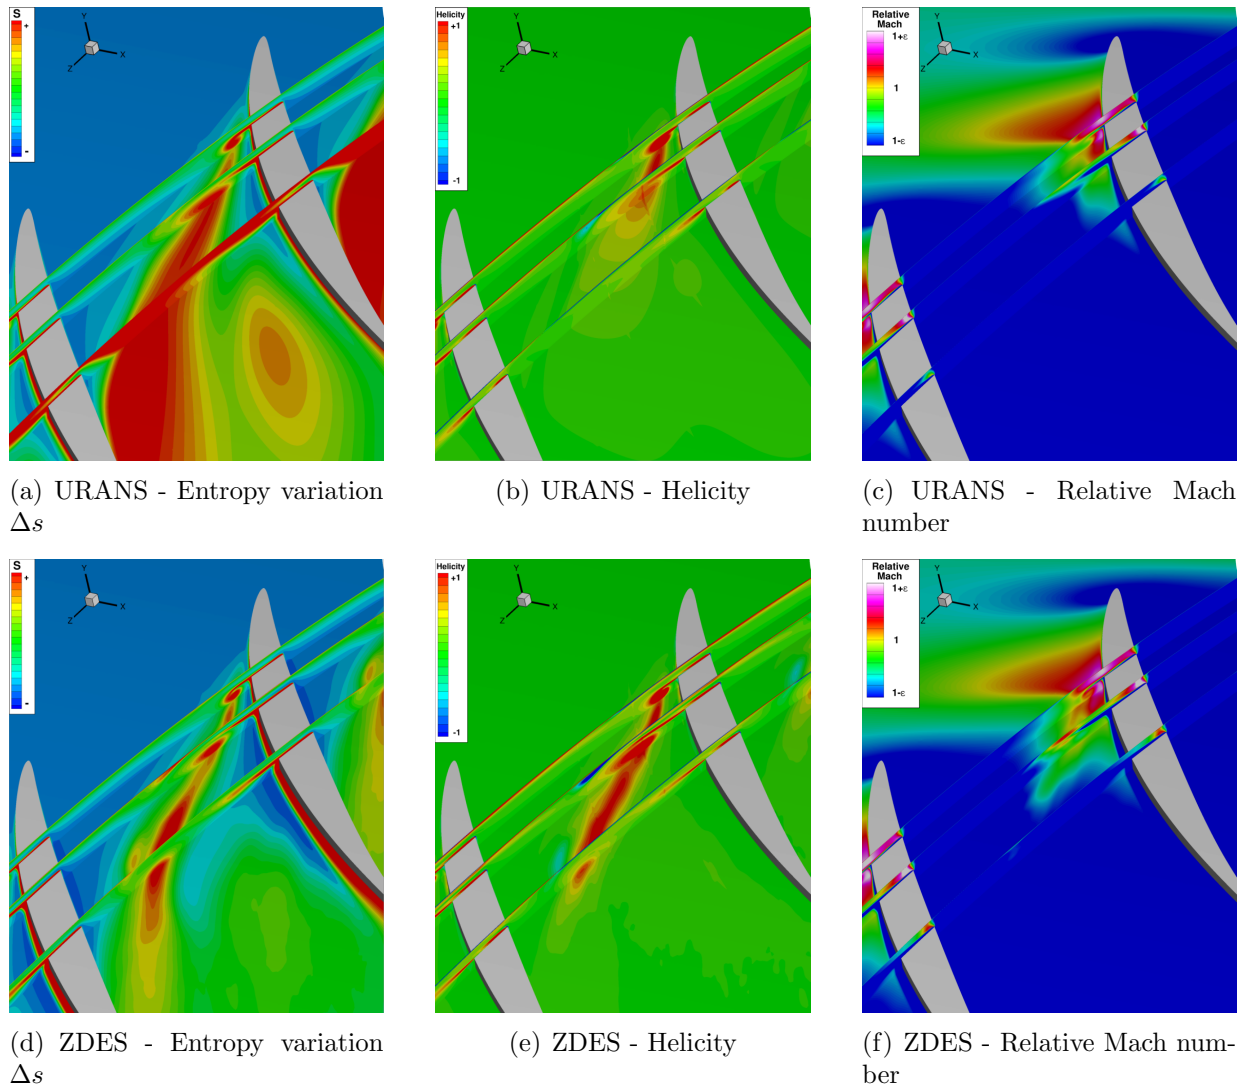 S
+
-
Y
X
Z
Helicity
+1
-1
Y
X
Z
Relative
Mach
1+ε
1
1-ε
Y
X
Z
(a) URANS - Entropy variation
Δs
(b) URANS - Helicity
(c) URANS - Relative Mach
number
S
+
-
Y
X
Z
Helicity
+1
-1
Y
X
Z
Relative
Mach
1+ε
1
1-ε
Y
X
Z
(d) ZDES - Entropy variation
Δs
(e) ZDES - Helicity
(f) ZDES - Relative Mach num-
ber